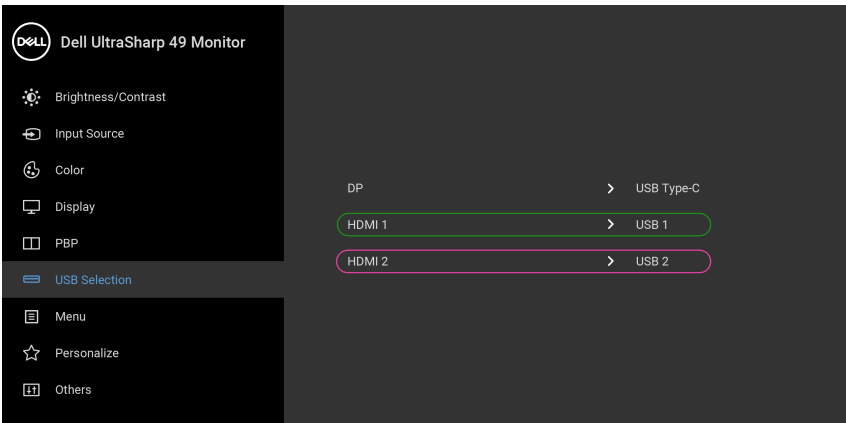 DELL
Dell UltraSharp 49 Monitor
Brightness/Contrast
Input Source
Color
Display
PBP
USB Selection
Menu
Personalize
Others
DP USB Type-C
HDMI 1 USB 1
HDMI 2 USB 2